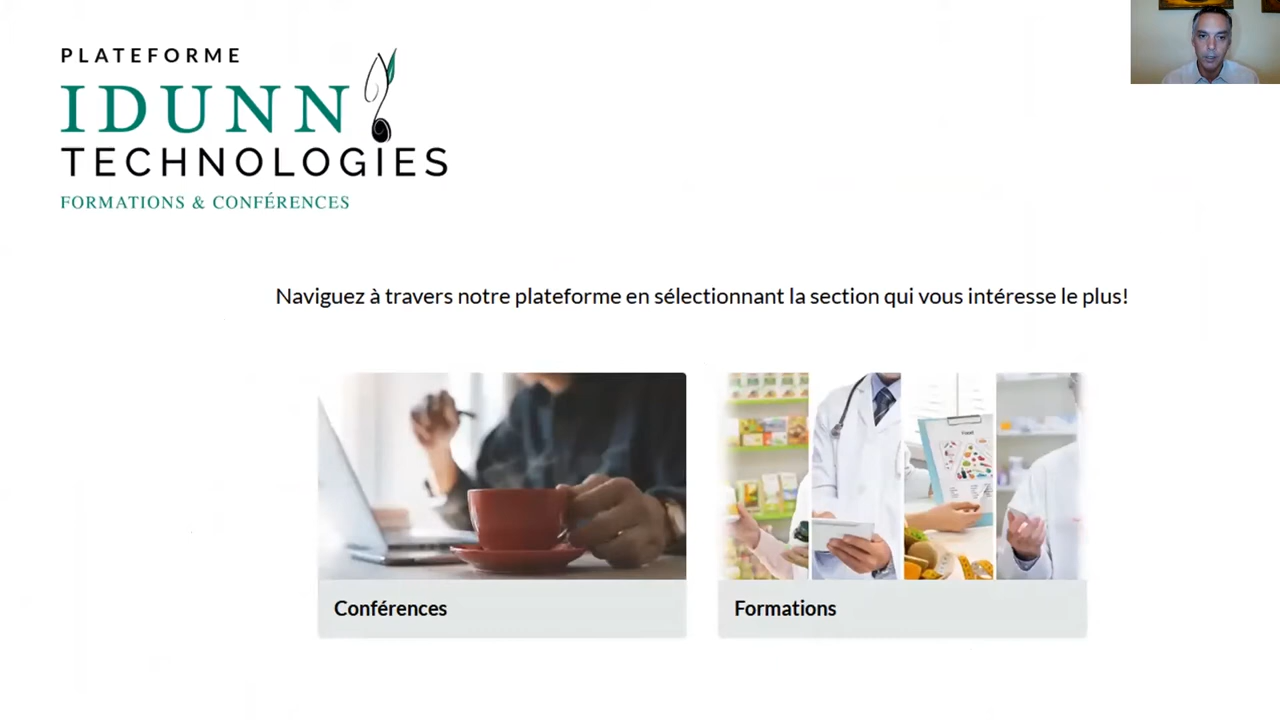 PLATEFORME
IDUNN
TECHNOLOGIES
FORMATIONS & CONFÉRENCES
Naviguez à travers notre plateforme en sélectionnant la section qui vous intéresse le plus!
Conférences
Formations